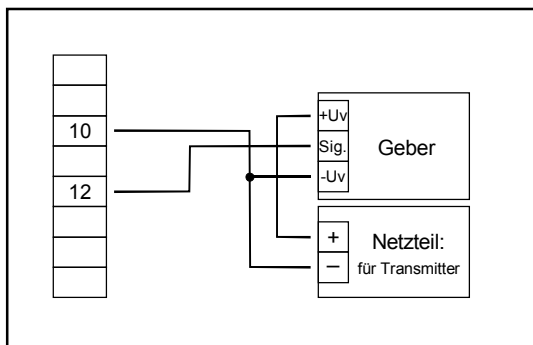 10
12
+Uv
Sig.
-Uv
Geber
+
−
Netzteil:
für Transmitter